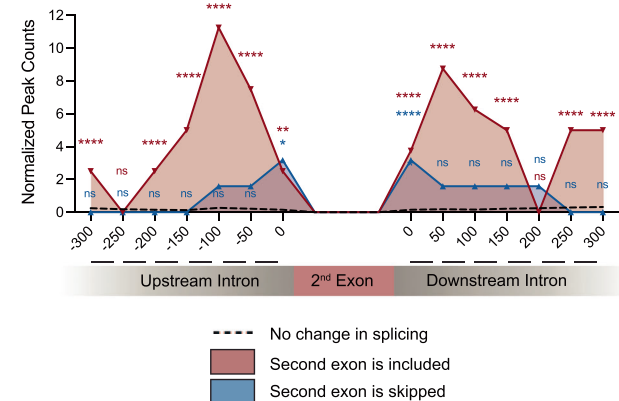 Normalized Peak Counts
12
10
8
6
4
2
0
**** ns **** **** **** **** ** *
ns ns ns ns ns ns
**** **** **** **** **** ns **** ****
ns ns ns ns ns ns
-300 -250 -200 -150 -100 -50 0 0 50 100 150 200 250 300
Upstream Intron 2nd Exon Downstream Intron
No change in splicing
Second exon is included
Second exon is skipped